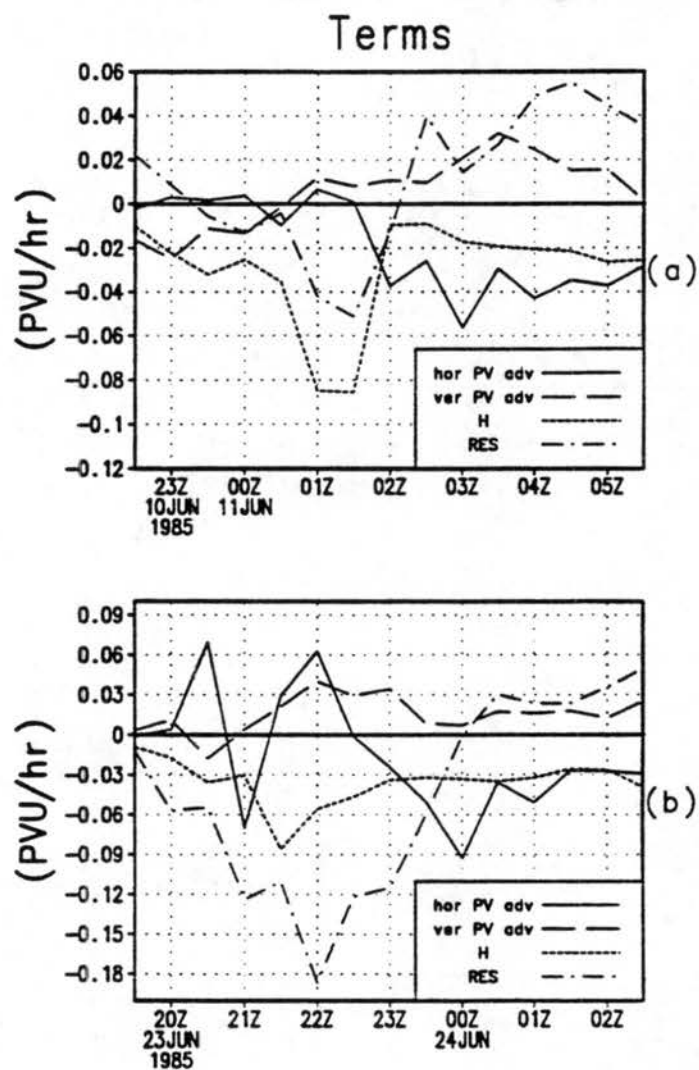 Terms
(PVU/hr)
0.06
0.04
0.02
0
−0.02
−0.04
−0.06
−0.08
−0.1
−0.12
hor PV adv
ver PV adv
H
RES
(a)
23Z 00Z 01Z 02Z 03Z 04Z 05Z
10JUN 11JUN
1985
(PVU/hr)
0.09
0.06
0.03
0
−0.03
−0.06
−0.09
−0.12
−0.15
−0.18
hor PV adv
ver PV adv
H
RES
(b)
20Z 21Z 22Z 23Z 00Z 01Z 02Z
23JUN 24JUN
1985